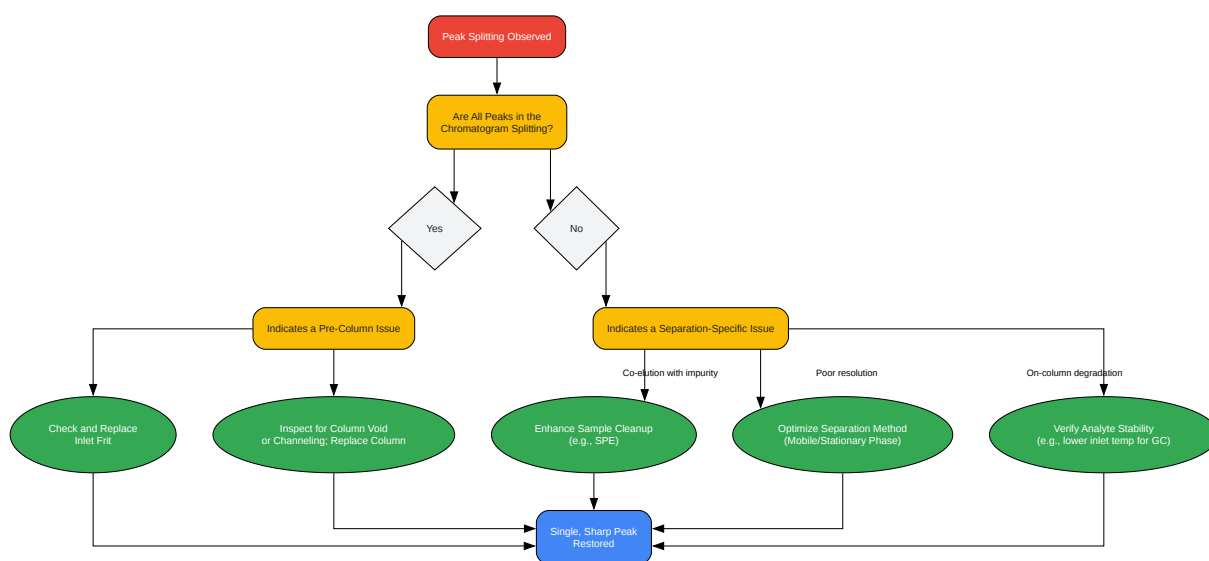 Peak Splitting Observed
Are All Peaks in the
Chromatogram Splitting?
Yes
No
Indicates a Pre-Column Issue
Indicates a Separation-Specific Issue
Co-elution with impurity
Poor resolution
On-column degradation
Check and Replace
Inlet Frit
Inspect for Column Void
or Channeling; Replace Column
Enhance Sample Cleanup
(e.g., SPE)
Optimize Separation Method
(Mobile/Stationary Phase)
Verify Analyte Stability
(e.g., lower inlet temp for GC)
Single, Sharp Peak
Restored